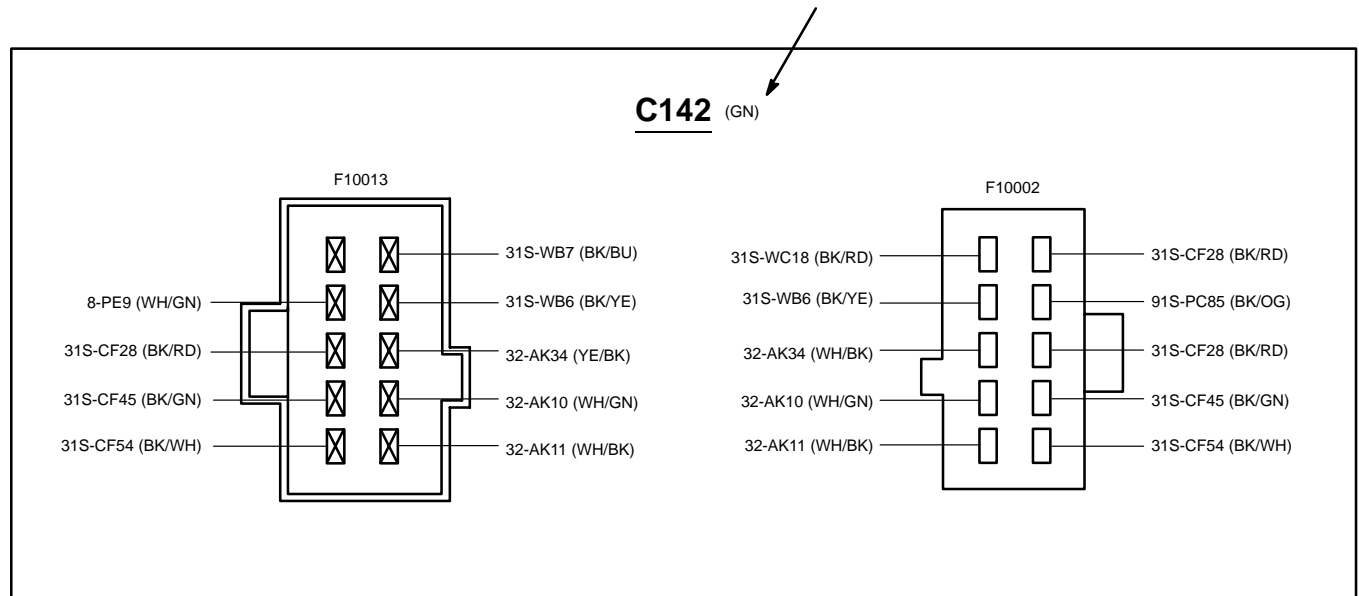 C142 (GN)
F10013
31S-WB7 (BK/BU)
8-PE9 (WH/GN)
31S-WB6 (BK/YE)
31S-CF28 (BK/RD)
32-AK34 (YE/BK)
31S-CF45 (BK/GN)
32-AK10 (WH/GN)
31S-CF54 (BK/WH)
32-AK11 (WH/BK)
F10002
31S-WC18 (BK/RD)
31S-CF28 (BK/RD)
31S-WB6 (BK/YE)
91S-PC85 (BK/OG)
32-AK34 (WH/BK)
31S-CF28 (BK/RD)
32-AK10 (WH/GN)
31S-CF45 (BK/GN)
32-AK11 (WH/BK)
31S-CF54 (BK/WH)